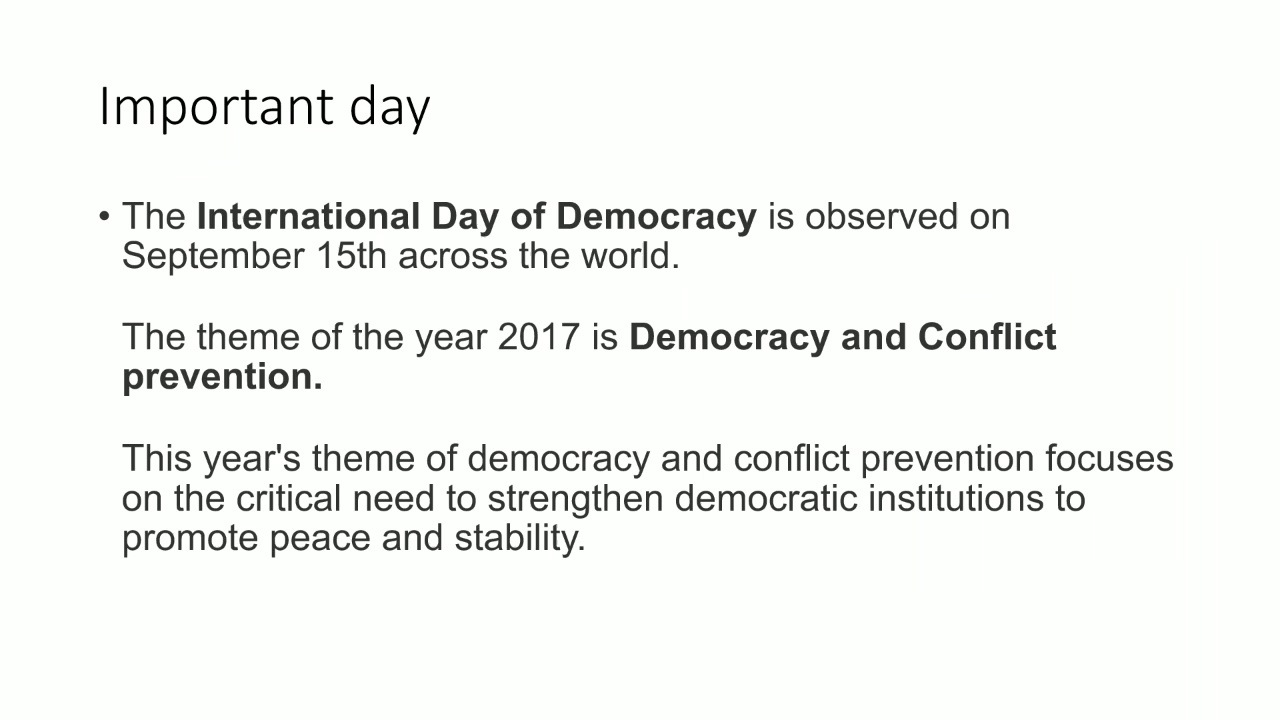 Important day
• The International Day of Democracy is observed on
September 15th across the world.
The theme of the year 2017 is Democracy and Conflict
prevention.
This year's theme of democracy and conflict prevention focuses
on the critical need to strengthen democratic institutions to
promote peace and stability.